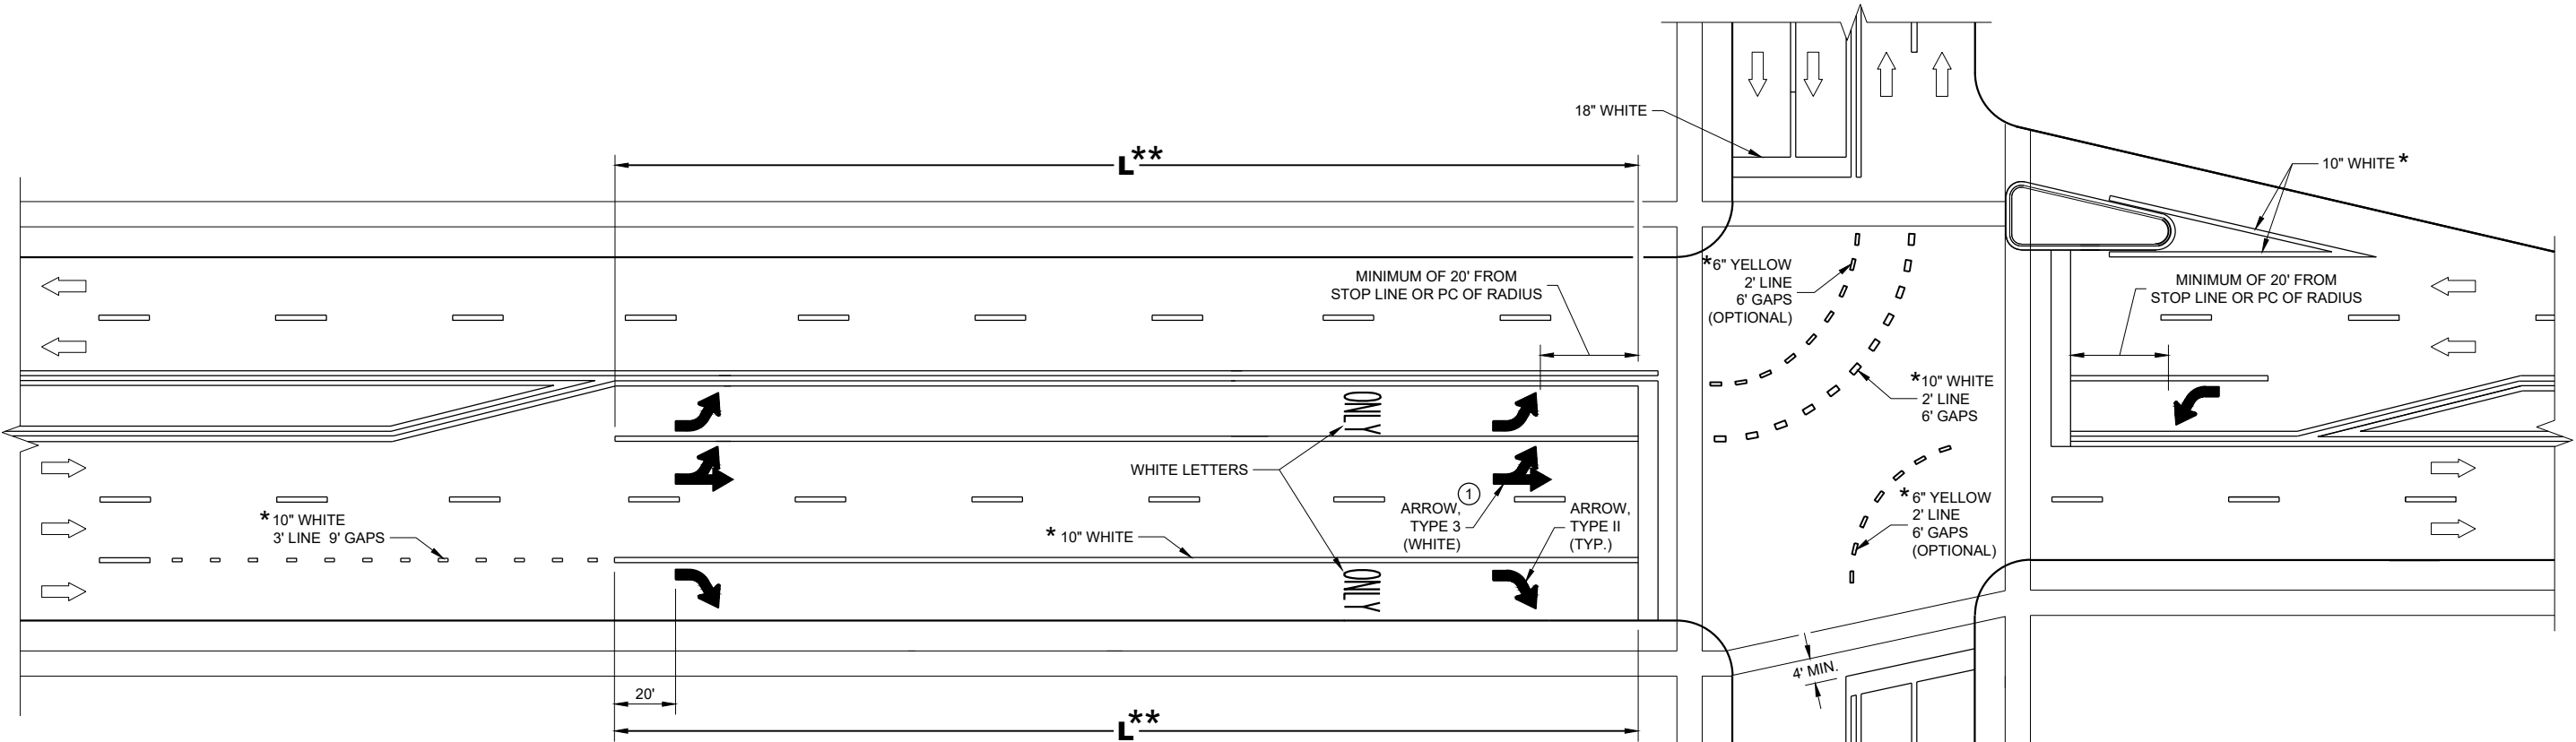 18" WHITE
L**
10" WHITE *
MINIMUM OF 20' FROM
STOP LINE OR PC OF RADIUS
*6" YELLOW
2' LINE
6' GAPS
(OPTIONAL)
MINIMUM OF 20' FROM
STOP LINE OR PC OF RADIUS
*10" WHITE
2' LINE
6' GAPS
ONLY
WHITE LETTERS
1
ARROW,
TYPE 3
(WHITE)
ARROW,
TYPE II
(TYP.)
*6" YELLOW
2' LINE
6' GAPS
(OPTIONAL)
*10" WHITE
3' LINE 9' GAPS
* 10" WHITE
ONLY
4' MIN.
20'
L**